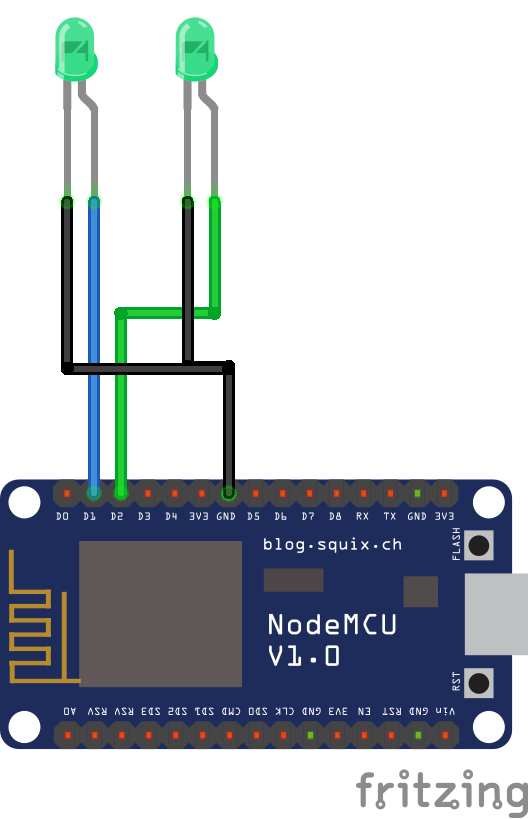 D0 D1 D2 D3 D4 3V3 GND D5 D6 D7 D8 RX TX GND 3V3
blog.squix.ch
FLASH
NodeMCU
V1.0
RST
A0 RSV RSV SD3 SD2 SD1 CMD SD0 CLK GND 3V3 EN RST GND Vin
fritzing